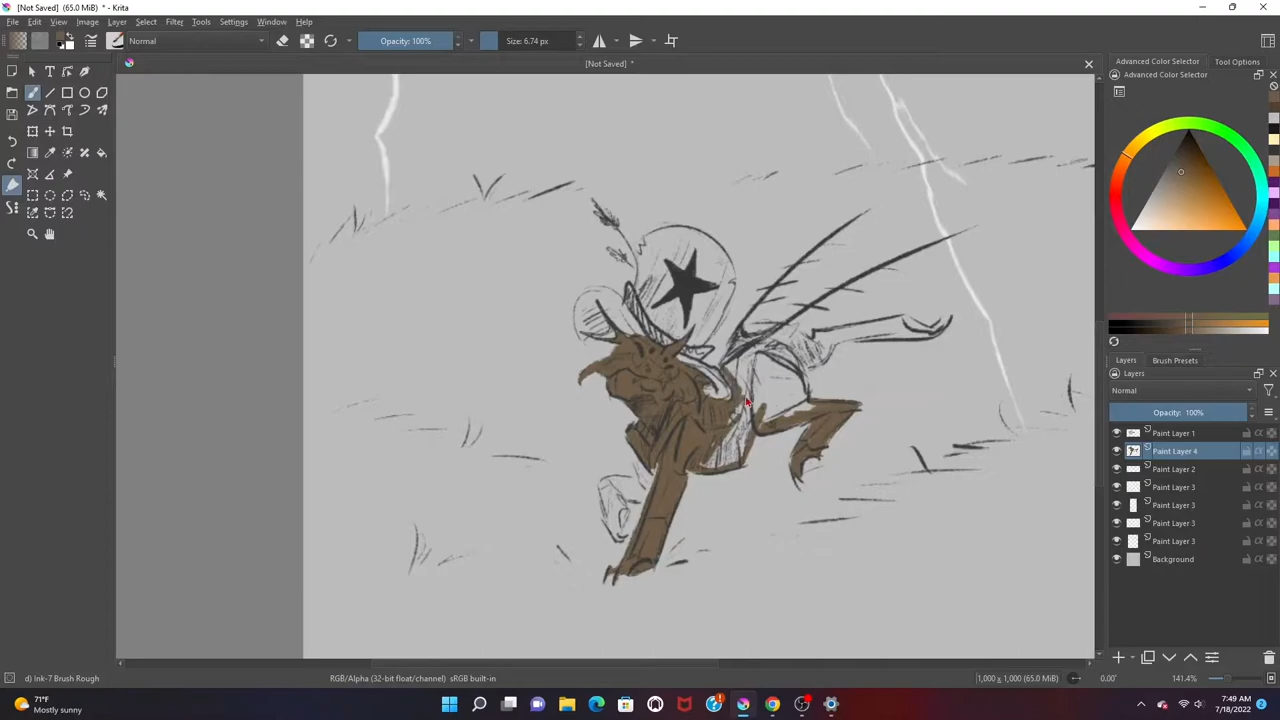 [Not Saved]  (65.0 MiB) * - Krita
File Edit View Image Layer Select Filter Tools Settings Window Help
Normal Opacity: 100% Size: 6.74 px
[Not Saved] *
Advanced Color Selector Tool Options
Advanced Color Selector
Layers Brush Presets
Layers
Normal
Opacity:  100%
Paint Layer 1
Paint Layer 4
Paint Layer 2
Paint Layer 3
Paint Layer 3
Paint Layer 3
Paint Layer 3
Background
d) Ink-7 Brush Rough RGB/Alpha (32-bit float/channel)  sRGB built-in 1,000 x 1,000 (65.0 MiB) 0.00° 141.4%
71°F
Mostly sunny
7:49 AM
7/18/2022